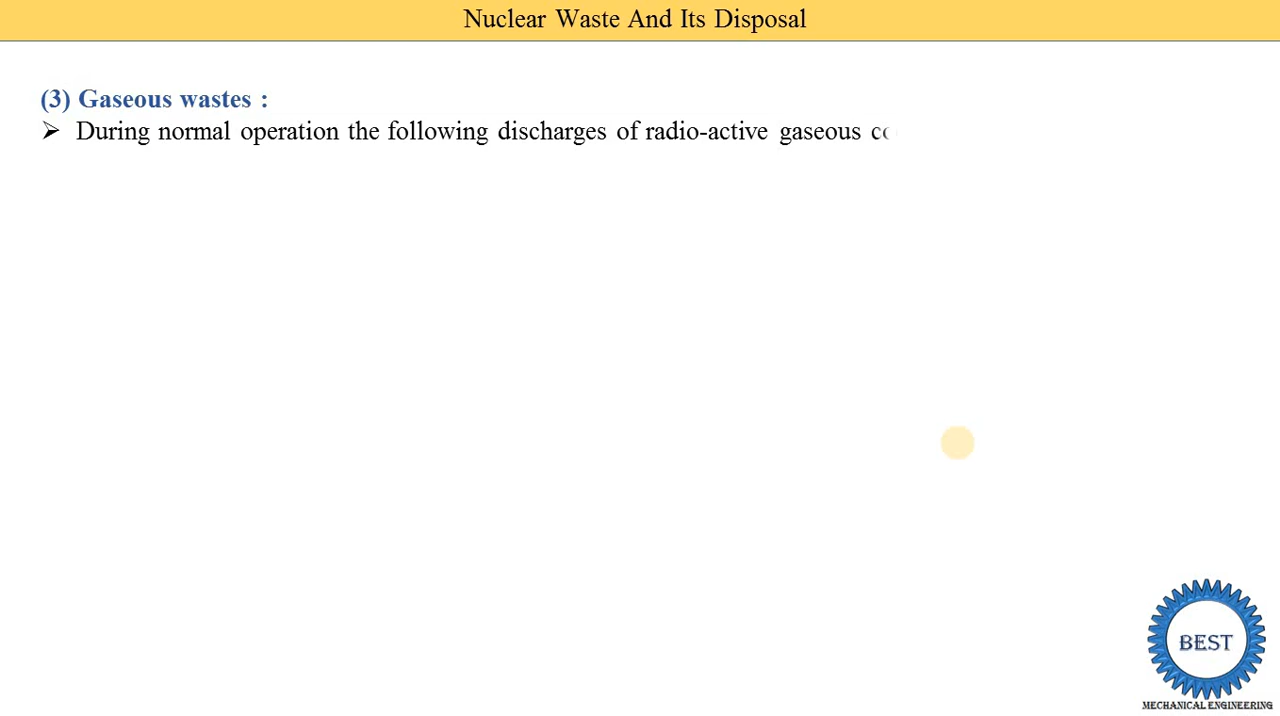 Nuclear Waste And Its Disposal
(3) Gaseous wastes :
➢ During normal operation the following discharges of radio-active gaseous
BEST
MECHANICAL ENGINEERING